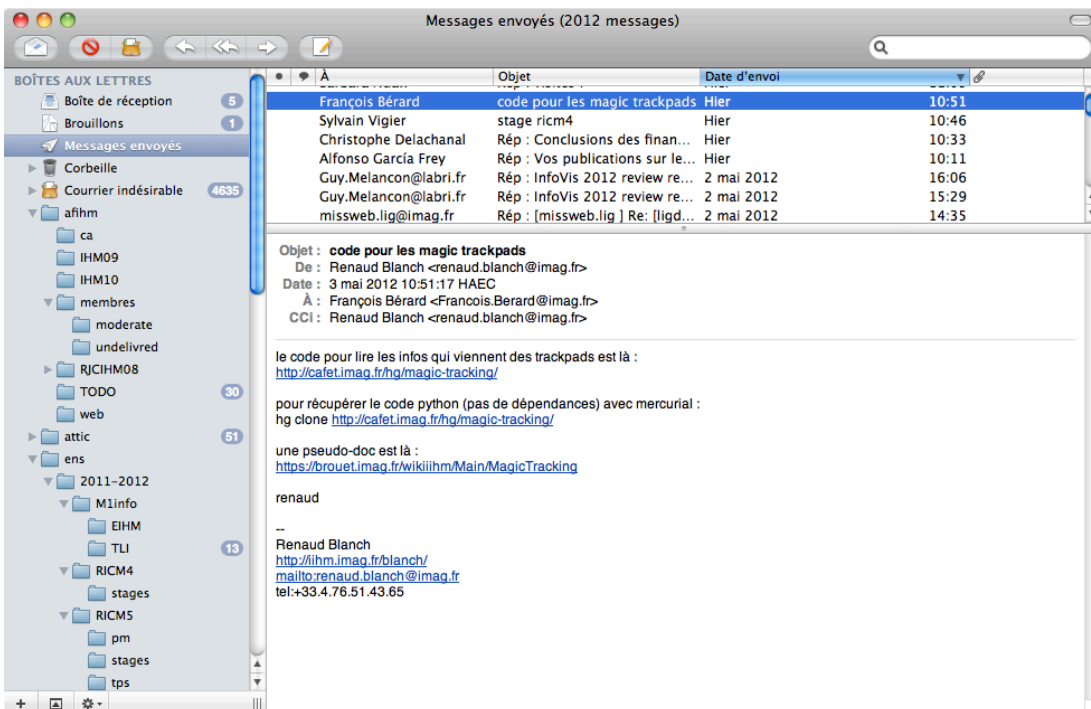 Messages envoyés (2012 messages)
BOÎTES AUX LETTRES
Boîte de réception 5
Brouillons 1
Messages envoyés
Corbeille
Courrier indésirable 4635
afihm
ca
IHM09
IHM10
membres
moderate
undelivred
RJCIHM08
TODO 30
web
attic 51
ens
2011-2012
M1info
EIHM
TLI 13
RICM4
stages
RICM5
pm
stages
tps
À Objet Date d'envoi
François Bérard code pour les magic trackpads Hier 10:51
Sylvain Vigier stage ricm4 Hier 10:46
Christophe Delachanal Rép : Conclusions des finan... Hier 10:33
Alfonso García Frey Rép : Vos publications sur le... Hier 10:11
Guy.Melancon@labri.fr Rép : InfoVis 2012 review re... 2 mai 2012 16:06
Guy.Melancon@labri.fr Rép : InfoVis 2012 review re... 2 mai 2012 15:29
missweb.lig@imag.fr Rép : [missweb.lig ] Re: [ligd... 2 mai 2012 14:35
Objet : code pour les magic trackpads
De : Renaud Blanch <renaud.blanch@imag.fr>
Date : 3 mai 2012 10:51:17 HAEC
À : François Bérard <Francois.Berard@imag.fr>
CCi : Renaud Blanch <renaud.blanch@imag.fr>
le code pour lire les infos qui viennent des trackpads est là :
http://cafet.imag.fr/hg/magic-tracking/
pour récupérer le code python (pas de dépendances) avec mercurial :
hg clone http://cafet.imag.fr/hg/magic-tracking/
une pseudo-doc est là :
https://brouet.imag.fr/wikiiihm/Main/MagicTracking
renaud
--
Renaud Blanch
http://iihm.imag.fr/blanch/
mailto:renaud.blanch@imag.fr
tel:+33.4.76.51.43.65